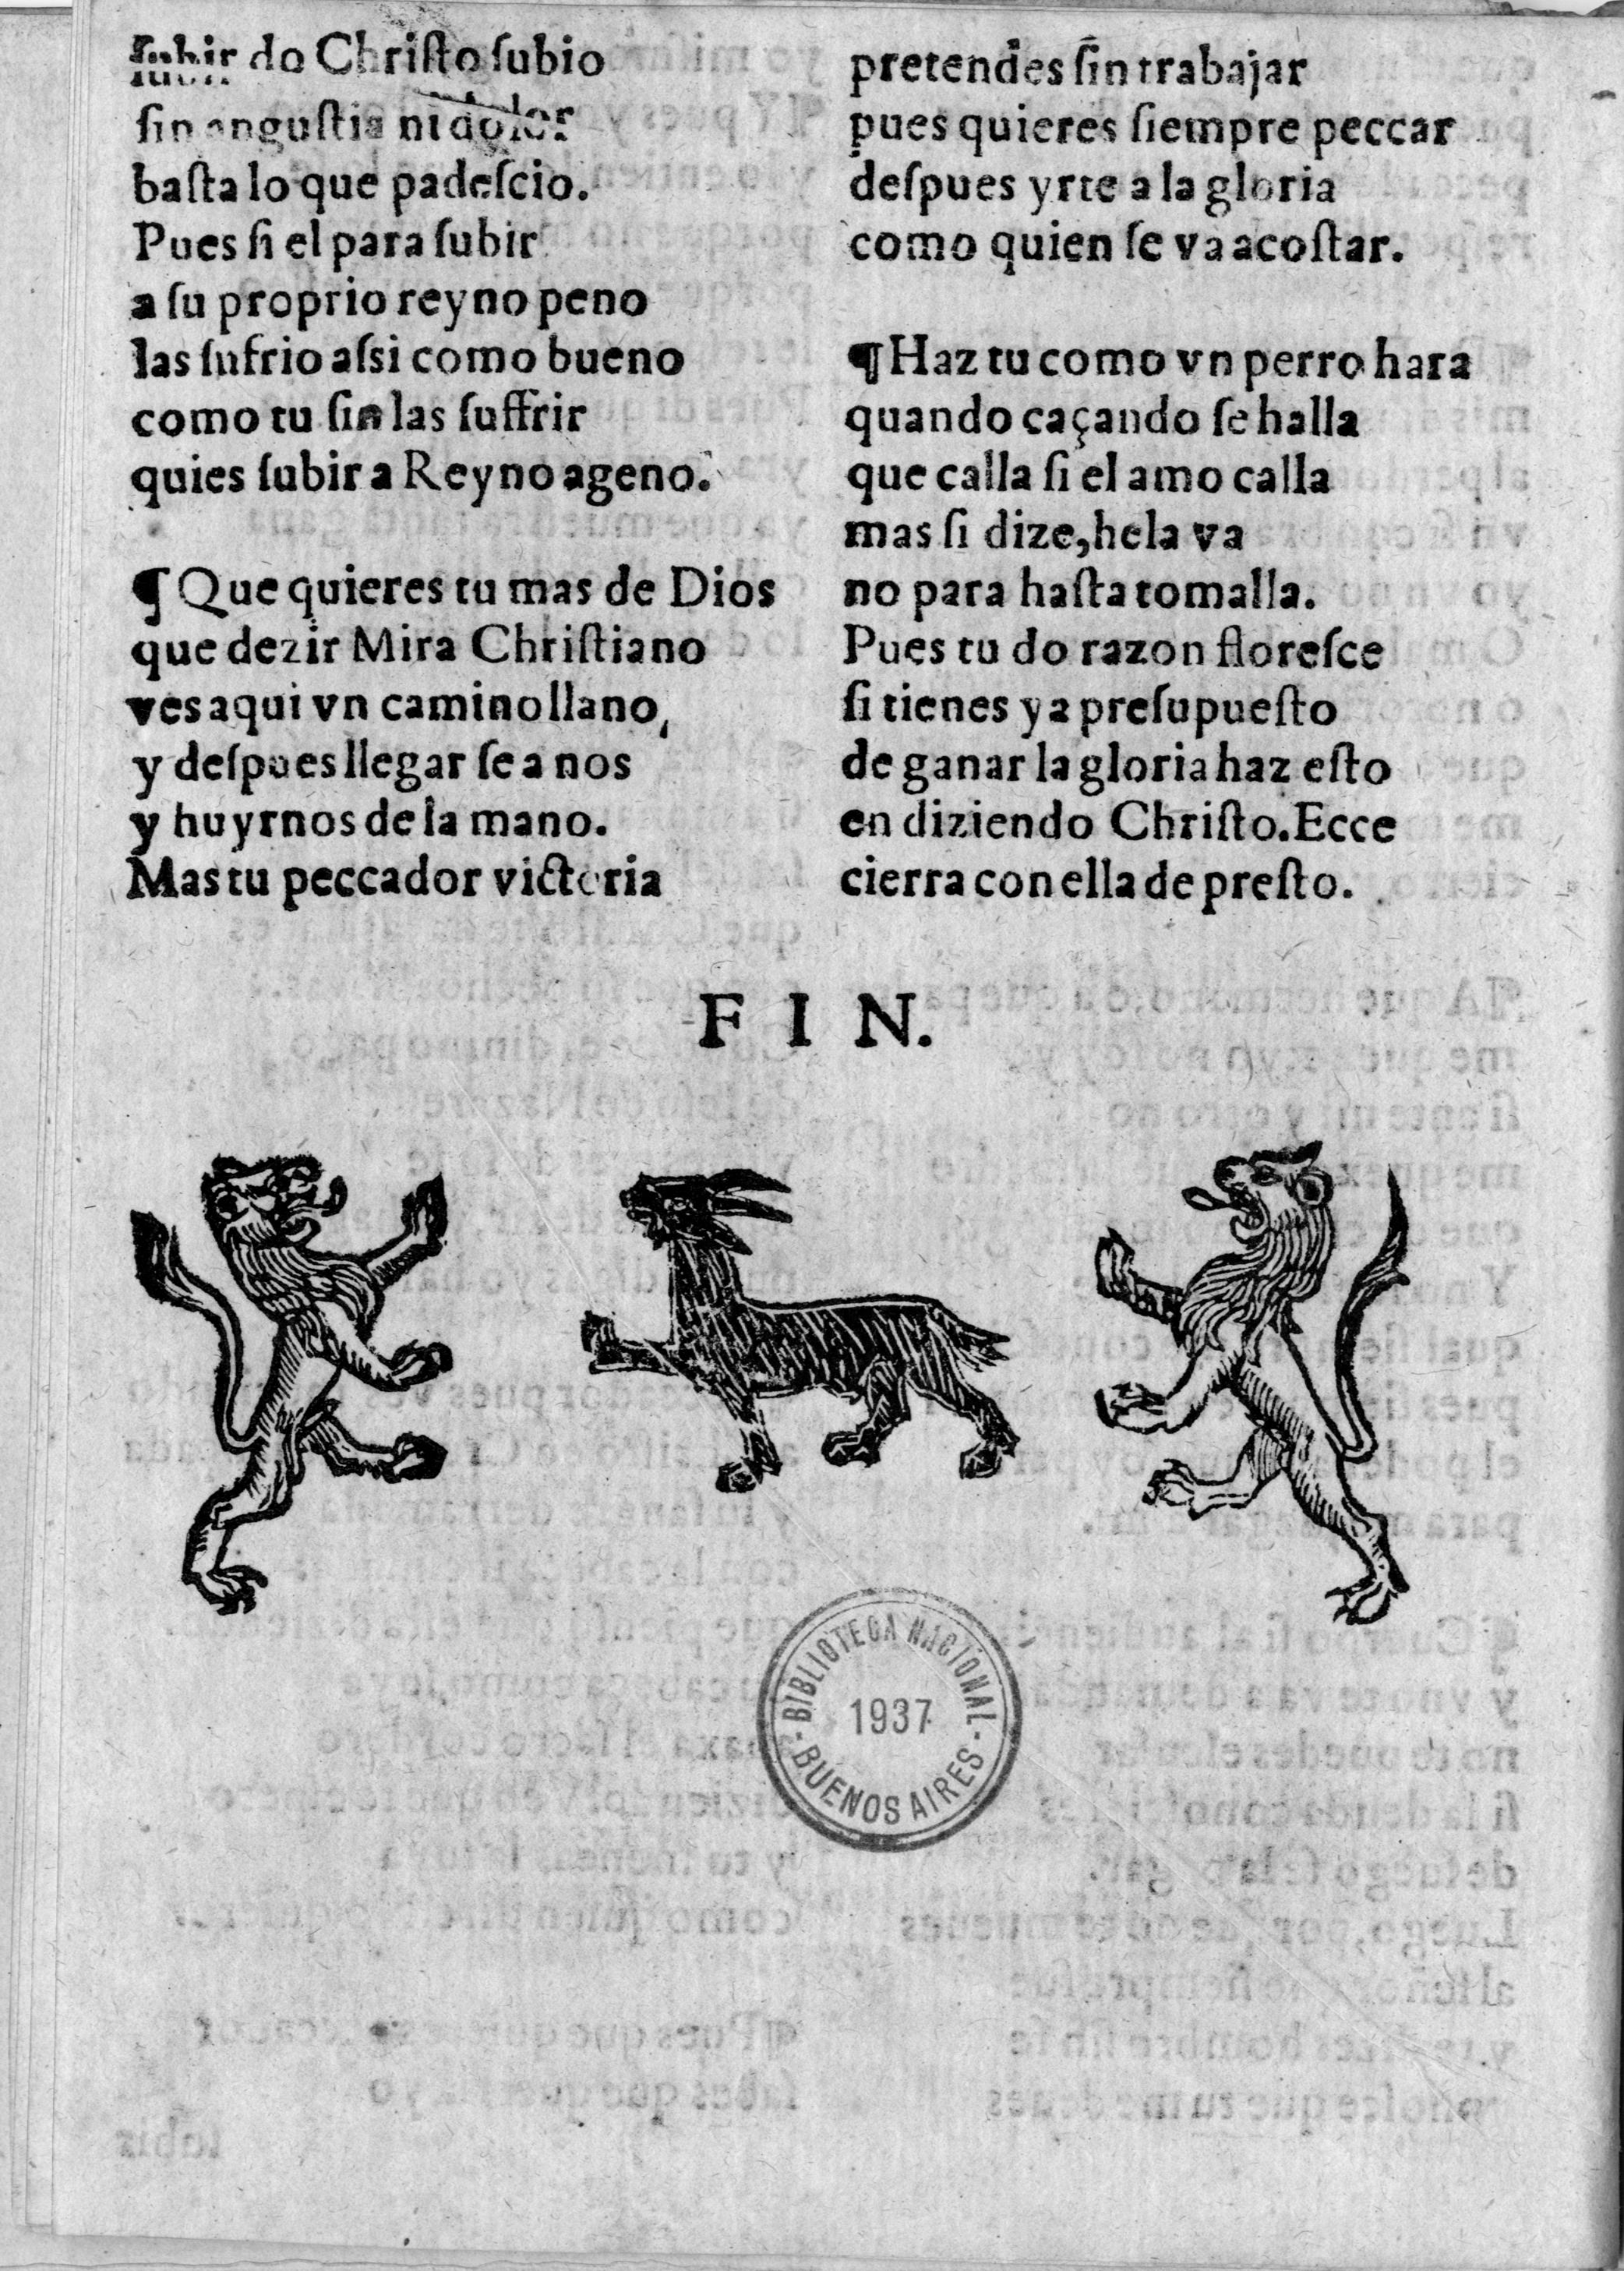 ſubir do Chriſto ſubio
ſin anguſtia ni dolor
baſta lo que padeſcio.
Pues ſi el para ſubir
a ſu proprio reyno peno
las ſufrio aſsi como bueno
como tu ſin las ſuffrir
quies ſubir a Reyno ageno.
¶ Que quieres tu mas de Dios
que dezir Mira Chriſtiano
ves aqui vn camino llano,
y deſpues llegar ſe a nos
y huyrnos de la mano.
Mas tu peccador victoria
pretendes ſin trabajar
pues quieres ſiempre peccar
deſpues yrte a la gloria
como quien ſe va acoſtar.
¶ Haz tu como vn perro hara
quando caçando ſe halla
que calla ſi el amo calla
mas ſi dize, hela va
no para haſta tomalla.
Pues tu do razon floreſce
ſi tienes ya preſupueſto
de ganar la gloria haz eſto
en diziendo Chriſto. Ecce
cierra con ella de preſto.
F I N.
BIBLIOTECA NACIONAL
1937
- BUENOS AIRES -